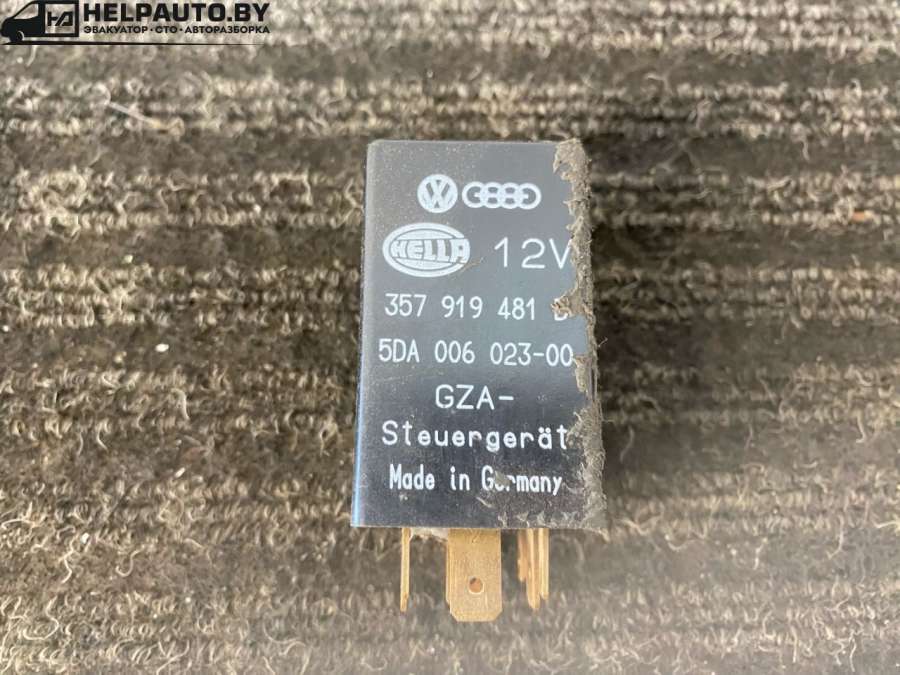 HELPAUTO.BY
ЭВАКУАТОР·СТО·АВТОРАЗБОРКА
VW
HELLA 12V
357 919 481
5DA 006 023-00
GZA-
Steuergerät
Made in Germany